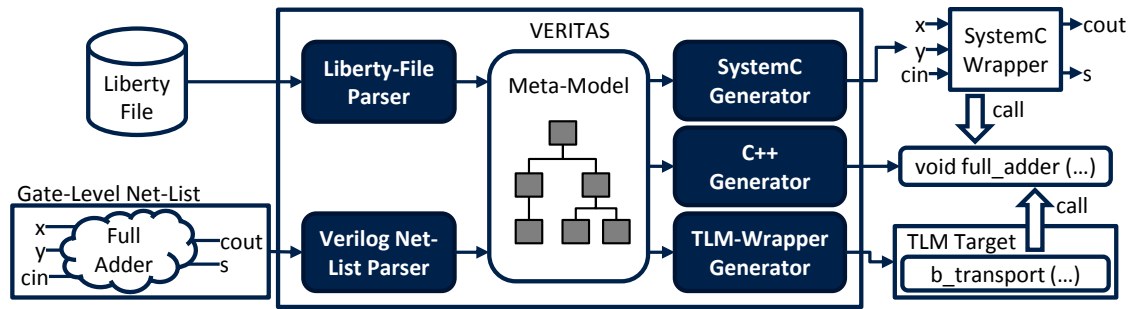 VERITAS
Liberty
File
Liberty-File
Parser
Meta-Model
SystemC
Generator
x
y
cin
SystemC
Wrapper
cout
s
call
C++
Generator
void full_adder (...)
Gate-Level Net-List
x
y
cin
Full
Adder
cout
s
Verilog Net-
List Parser
TLM-Wrapper
Generator
call
TLM Target
b_transport (...)